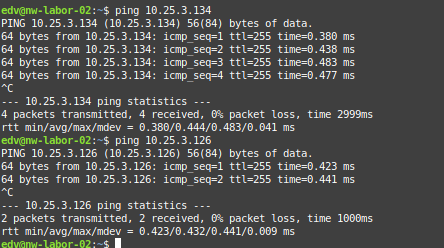 edv@nw-labor-02:~$ ping 10.25.3.134
PING 10.25.3.134 (10.25.3.134) 56(84) bytes of data.
64 bytes from 10.25.3.134: icmp_seq=1 ttl=255 time=0.380 ms
64 bytes from 10.25.3.134: icmp_seq=2 ttl=255 time=0.438 ms
64 bytes from 10.25.3.134: icmp_seq=3 ttl=255 time=0.483 ms
64 bytes from 10.25.3.134: icmp_seq=4 ttl=255 time=0.477 ms
^C
--- 10.25.3.134 ping statistics ---
4 packets transmitted, 4 received, 0% packet loss, time 2999ms
rtt min/avg/max/mdev = 0.380/0.444/0.483/0.041 ms
edv@nw-labor-02:~$ ping 10.25.3.126
PING 10.25.3.126 (10.25.3.126) 56(84) bytes of data.
64 bytes from 10.25.3.126: icmp_seq=1 ttl=255 time=0.423 ms
64 bytes from 10.25.3.126: icmp_seq=2 ttl=255 time=0.441 ms
^C
--- 10.25.3.126 ping statistics ---
2 packets transmitted, 2 received, 0% packet loss, time 1000ms
rtt min/avg/max/mdev = 0.423/0.432/0.441/0.009 ms
edv@nw-labor-02:~$